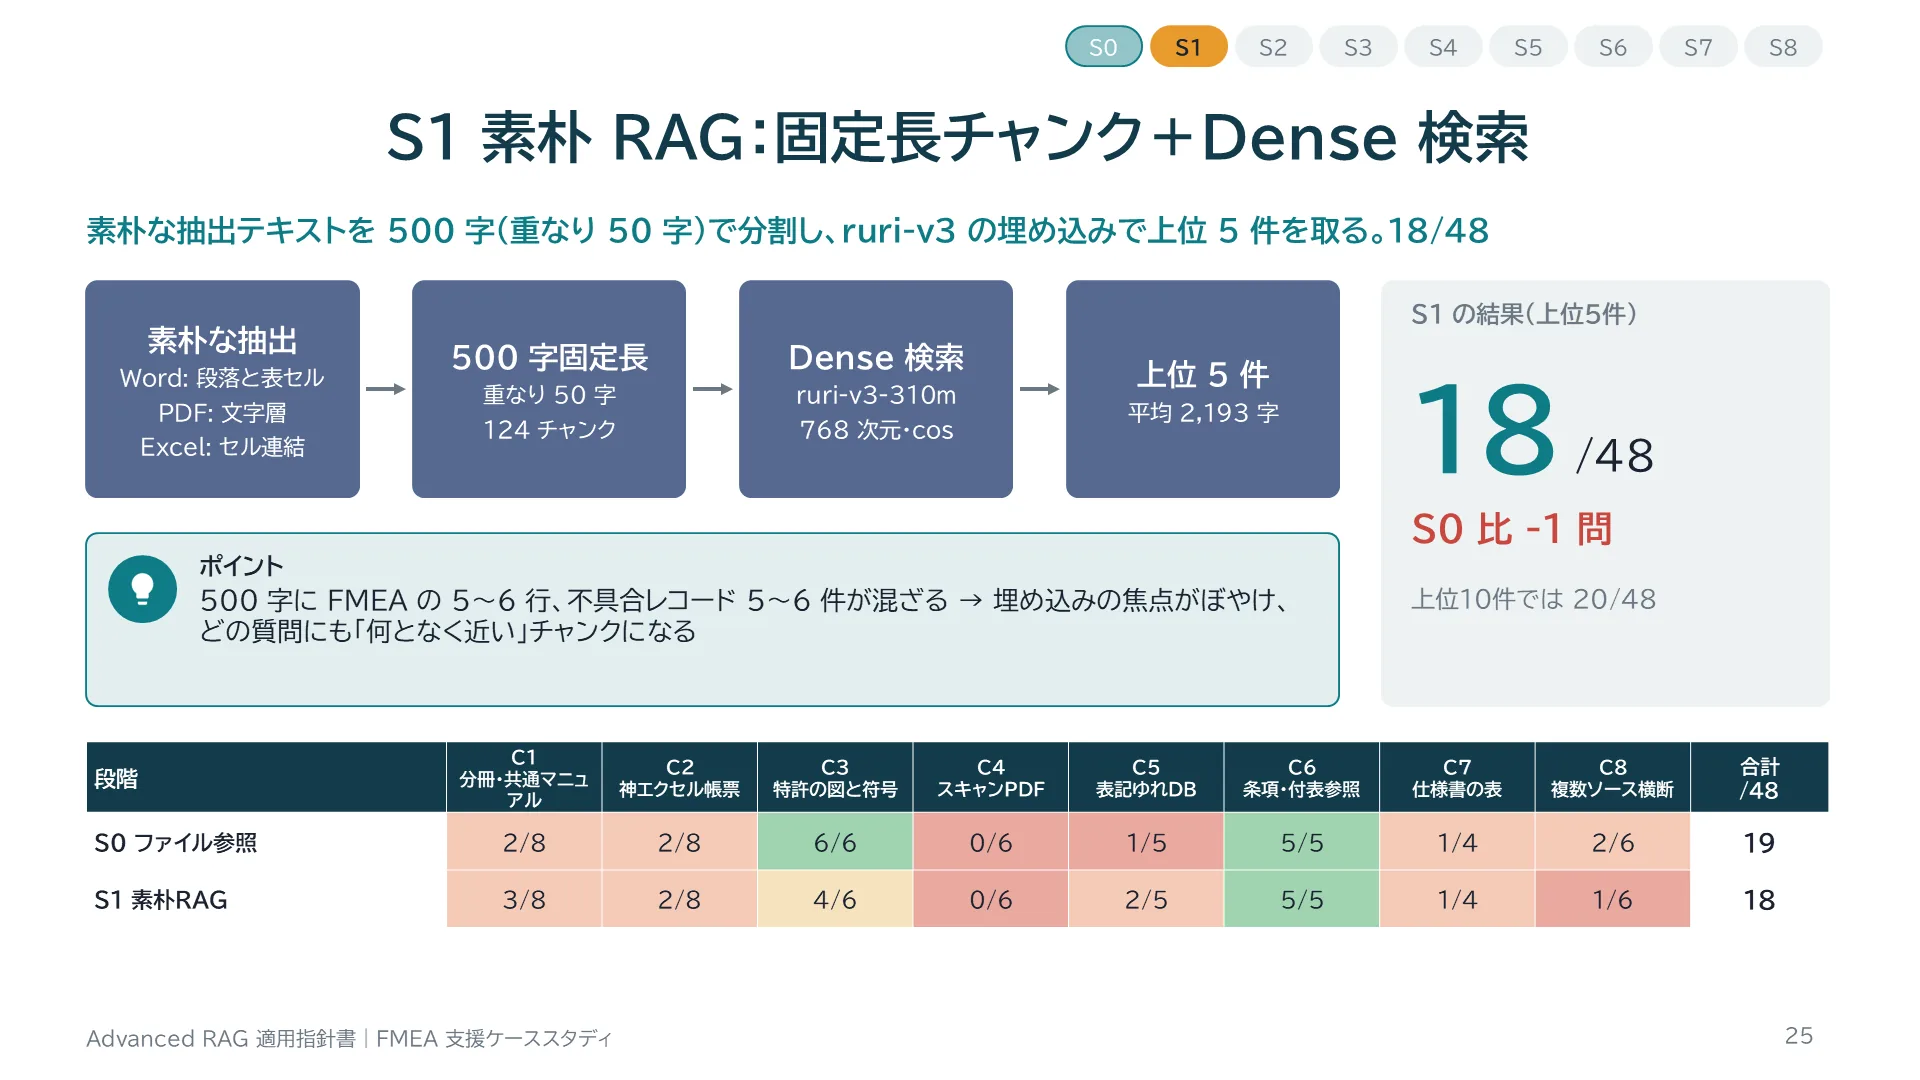 S0 S1 S2 S3 S4 S5 S6 S7 S8
S1 素朴 RAG：固定長チャンク＋Dense 検索
素朴な抽出テキストを 500 字（重なり 50 字）で分割し、ruri-v3 の埋め込みで上位 5 件を取る。18/48
素朴な抽出
Word: 段落と表セル
PDF: 文字層
Excel: セル連結
500 字固定長
重なり 50 字
124 チャンク
Dense 検索
ruri-v3-310m
768 次元・cos
上位 5 件
平均 2,193 字
S1 の結果（上位5件）
18 /48
S0 比 -1 問
上位10件では 20/48
ポイント
500 字に FMEA の 5～6 行、不具合レコード 5～6 件が混ざる → 埋め込みの焦点がぼやけ、
どの質問にも「何となく近い」チャンクになる
段階
C1
分冊・共通マニュ
アル
C2
神エクセル帳票
C3
特許の図と符号
C4
スキャンPDF
C5
表記ゆれDB
C6
条項・付表参照
C7
仕様書の表
C8
複数ソース横断
合計
/48
S0 ファイル参照 2/8 2/8 6/6 0/6 1/5 5/5 1/4 2/6 19
S1 素朴RAG 3/8 2/8 4/6 0/6 2/5 5/5 1/4 1/6 18
Advanced RAG 適用指針書｜FMEA 支援ケーススタディ
25